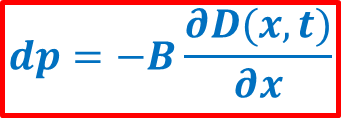 dp = −B ∂D(x, t) / ∂x